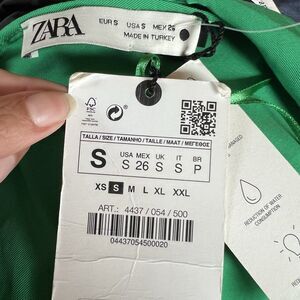 ZARA
EUR S USA S MEX 26
MADE IN TURKEY
FSC
TALLA / SIZE / TAMANHO / TAILLE / MAAT / ΜΕΓΕΘΟΣ
S
USA MEX UK IT BR
S 26 S S P
XS S M L XL XXL
ART.: 4437 / 054 / 500
04437054500020
REDUCTION OF WATER
CONSUMPTION